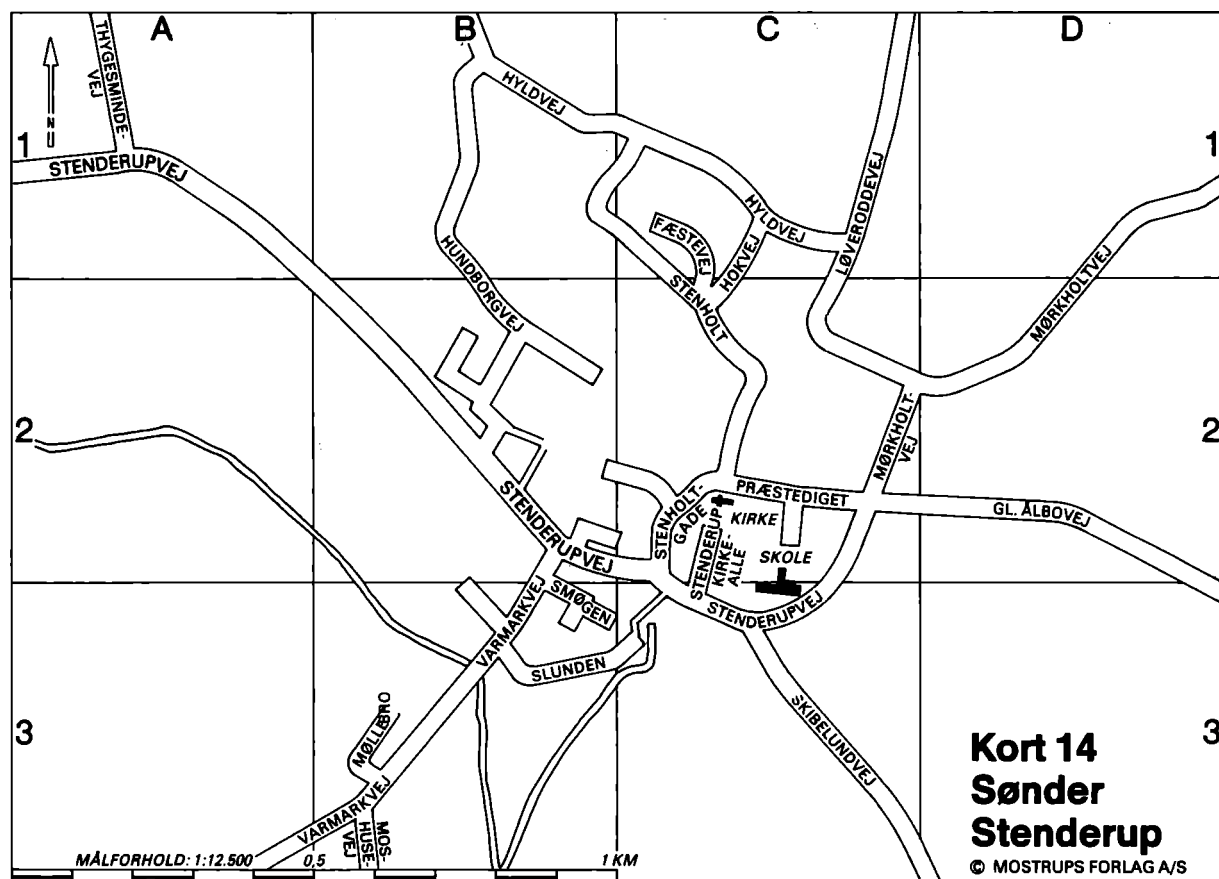 A
B
C
D
THYGESMINDE-
VEJ
N
1
1
STENDERUPVEJ
HYLDVEJ
HYLDVEJ
LØVERODDEVEJ
FÆSTEVEJ
HOKVEJ
HUNDBORGVEJ
STENHOLT
MØRKHOLTVEJ
2
2
MØRKHOLT-
VEJ
STENDERUPVEJ
STENHOLT-
GADE
PRÆSTEDIGET
GL. ÅLBOVEJ
KIRKE
STENDERUP
KIRKE-
ALLE
SKOLE
SMØGEN
STENDERUPVEJ
VARMARKVEJ
SLUNDEN
SKIBELUNDVEJ
3
3
MØLLEBRO
VARMARKVEJ
MOS-
HUSE-
VEJ
Kort 14
Sønder
Stenderup
© MOSTRUPS FORLAG A/S
MÅLFORHOLD: 1:12.500
0,5
1 KM